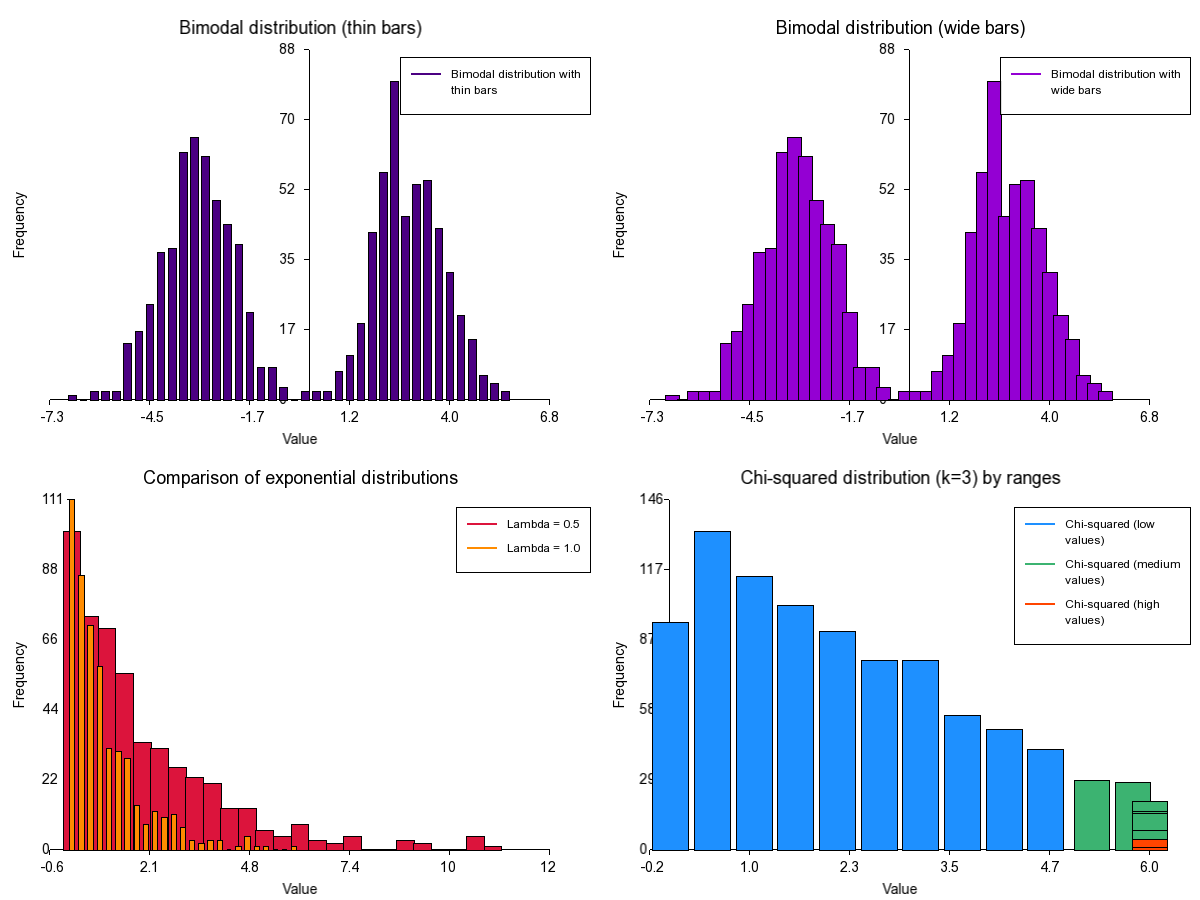 Bimodal distribution (thin bars)
88
70
52
35
17
0
Frequency
-7.3 -4.5 -1.7 1.2 4.0 6.8
Value
Bimodal distribution with
thin bars
Bimodal distribution (wide bars)
88
70
52
35
17
0
Frequency
-7.3 -4.5 -1.7 1.2 4.0 6.8
Value
Bimodal distribution with
wide bars
Comparison of exponential distributions
111
88
66
44
22
0
Frequency
-0.6 2.1 4.8 7.4 10 12
Value
Lambda = 0.5
Lambda = 1.0
Chi-squared distribution (k=3) by ranges
146
117
87
58
29
0
Frequency
-0.2 1.0 2.3 3.5 4.7 6.0
Value
Chi-squared (low
values)
Chi-squared (medium
values)
Chi-squared (high
values)